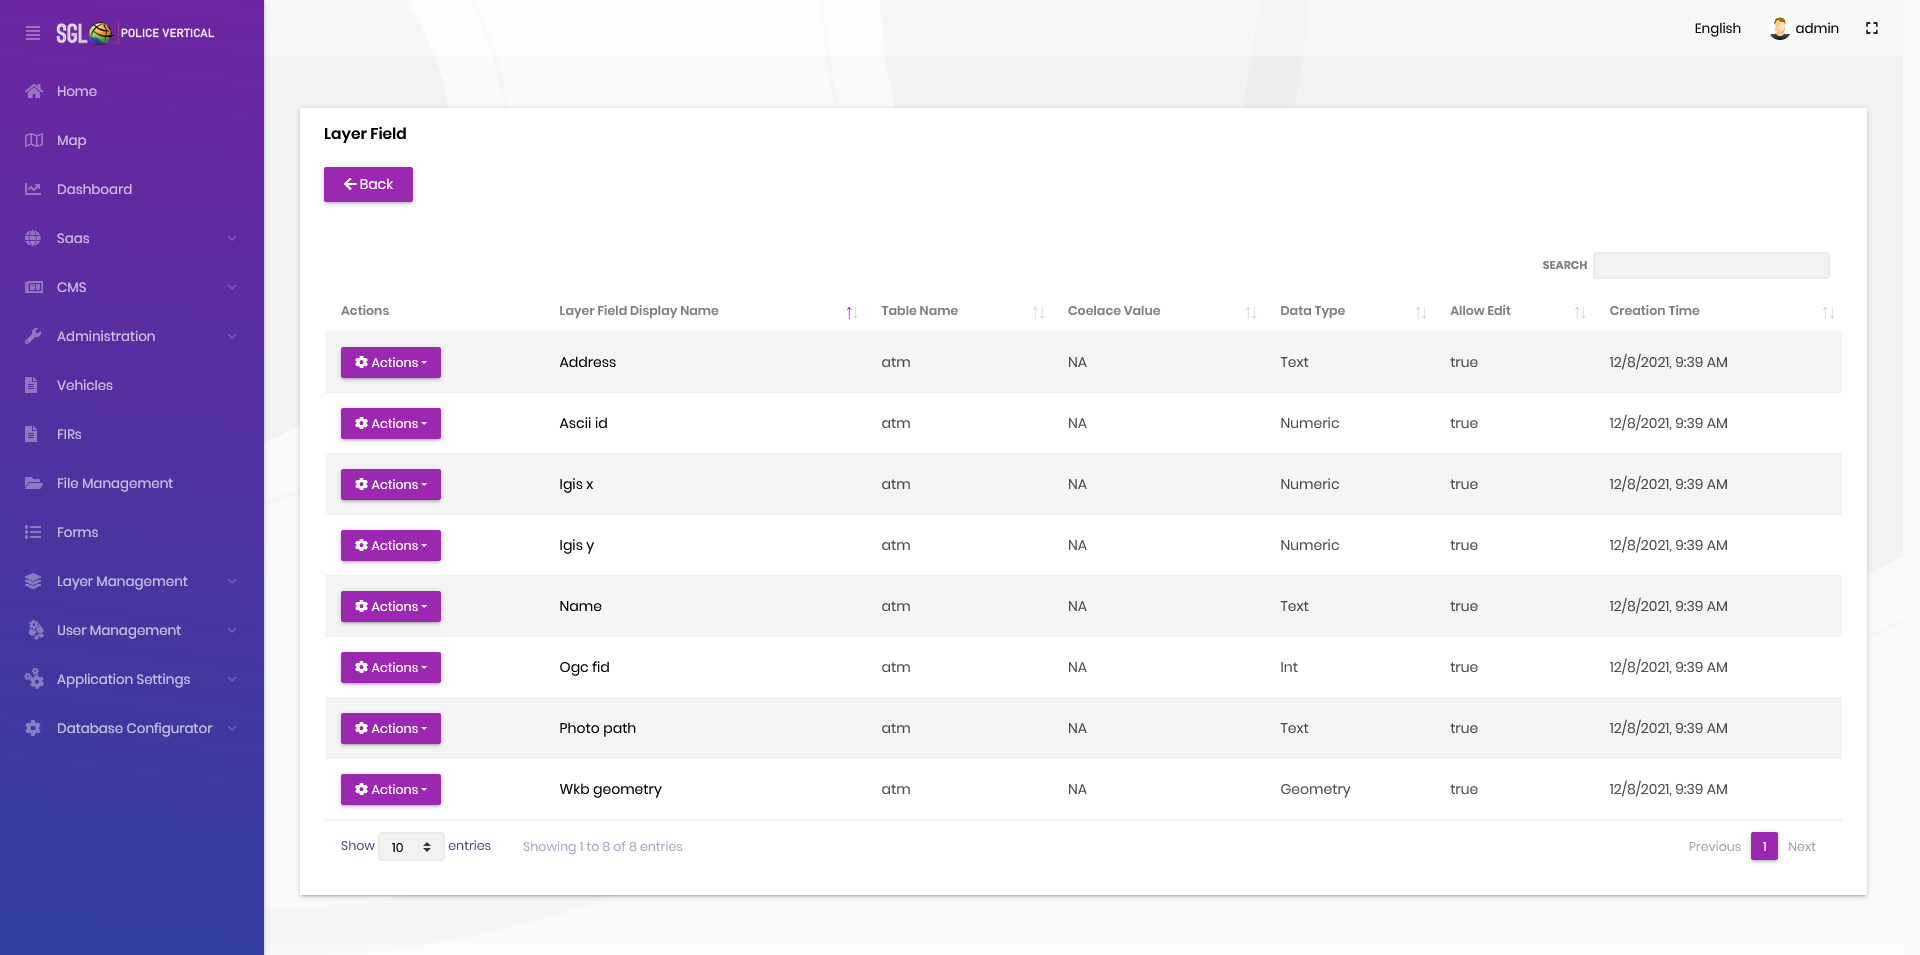 SGL POLICE VERTICAL
English admin
Home
Map
Dashboard
Saas
CMS
Administration
Vehicles
FIRs
File Management
Forms
Layer Management
User Management
Application Settings
Database Configurator
Layer Field
Back
SEARCH
Actions Layer Field Display Name Table Name Coelace Value Data Type Allow Edit Creation Time
Actions Address atm NA Text true 12/8/2021, 9:39 AM
Actions Ascii id atm NA Numeric true 12/8/2021, 9:39 AM
Actions Igis x atm NA Numeric true 12/8/2021, 9:39 AM
Actions Igis y atm NA Numeric true 12/8/2021, 9:39 AM
Actions Name atm NA Text true 12/8/2021, 9:39 AM
Actions Ogc fid atm NA Int true 12/8/2021, 9:39 AM
Actions Photo path atm NA Text true 12/8/2021, 9:39 AM
Actions Wkb geometry atm NA Geometry true 12/8/2021, 9:39 AM
Show 10 entries Showing 1 to 8 of 8 entries Previous 1 Next